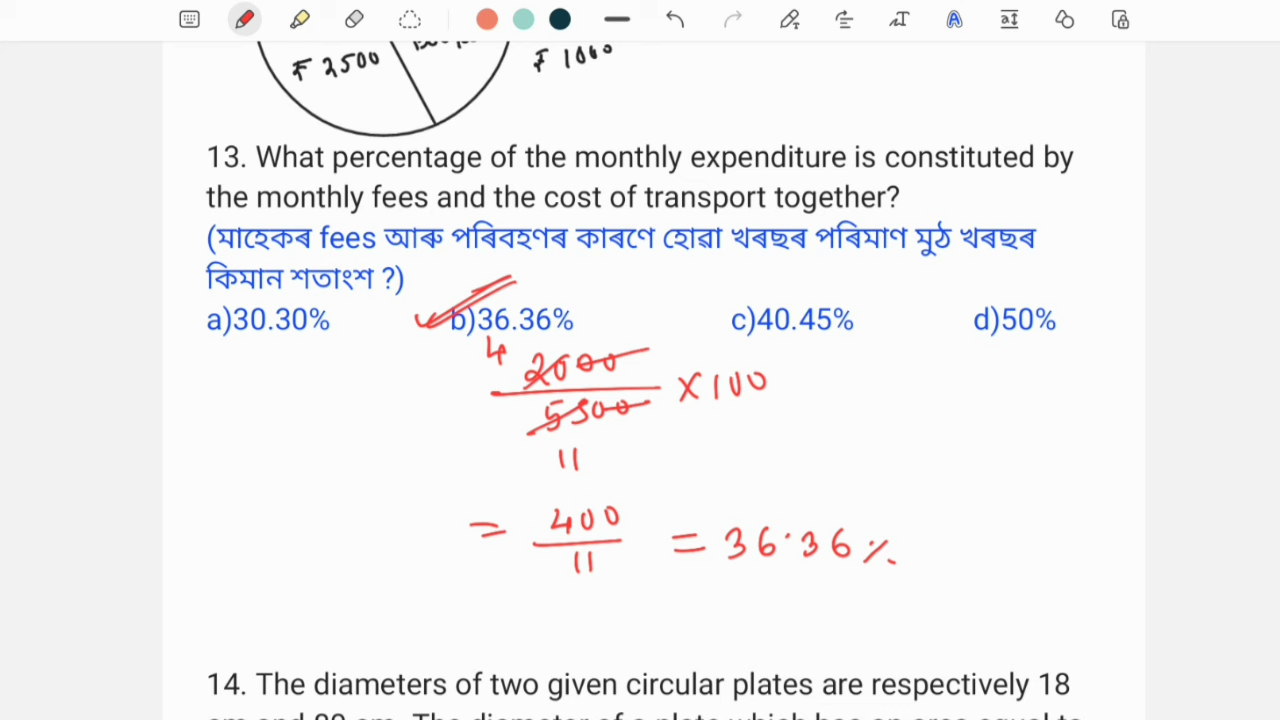 ₹ 2500
₹ 1000
13. What percentage of the monthly expenditure is constituted by
the monthly fees and the cost of transport together?
(মাহেকৰ fees আৰু পৰিবহণৰ কাৰণে হোৱা খৰছৰ পৰিমাণ মুঠ খৰছৰ
কিমান শতাংশ ?)
a)30.30% b)36.36% c)40.45% d)50%
4 2000
5500 × 100
11
= 400
11 = 36.36%
14. The diameters of two given circular plates are respectively 18